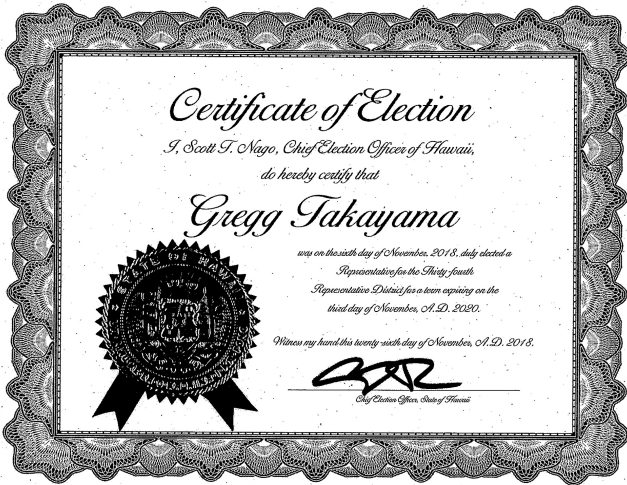 Certificate of Election
I, Scott T. Nago, Chief Election Officer of Hawaii,
do hereby certify that
Gregg Takayama
was on the sixth day of November, 2018, duly elected a
Representative for the Thirty-fourth
Representative District for a term expiring on the
third day of November, A.D. 2020.
Witness my hand this twenty-sixth day of November, A.D. 2018.
Chief Election Officer, State of Hawaii
STATE OF HAWAII